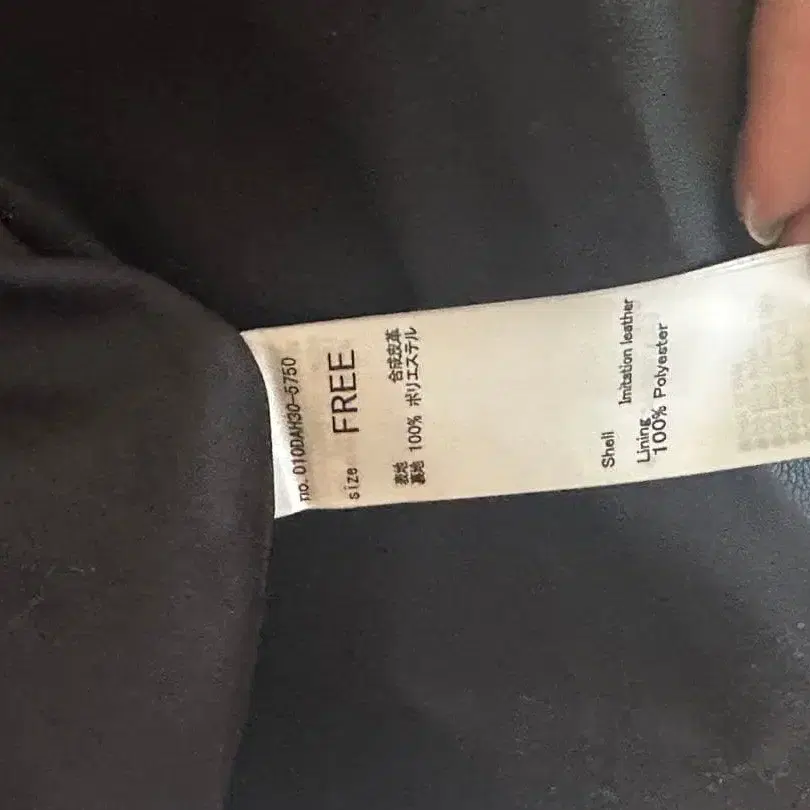 no. 010DAH30-5750
size FREE
表地 合成皮革
裏地 100% ポリエステル
Shell
Imitation leather
Lining
100% Polyester